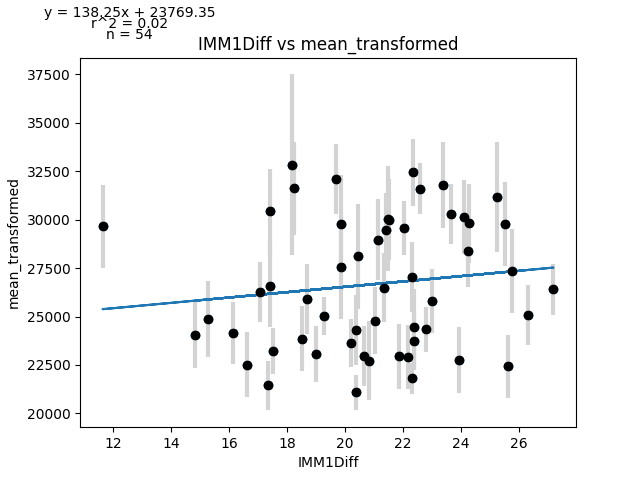 y = 138.25x + 23769.35
r^2 = 0.02
n = 54
IMM1Diff vs mean_transformed
37500
35000
32500
30000
27500
25000
22500
20000
mean_transformed
12 14 16 18 20 22 24 26
IMM1Diff